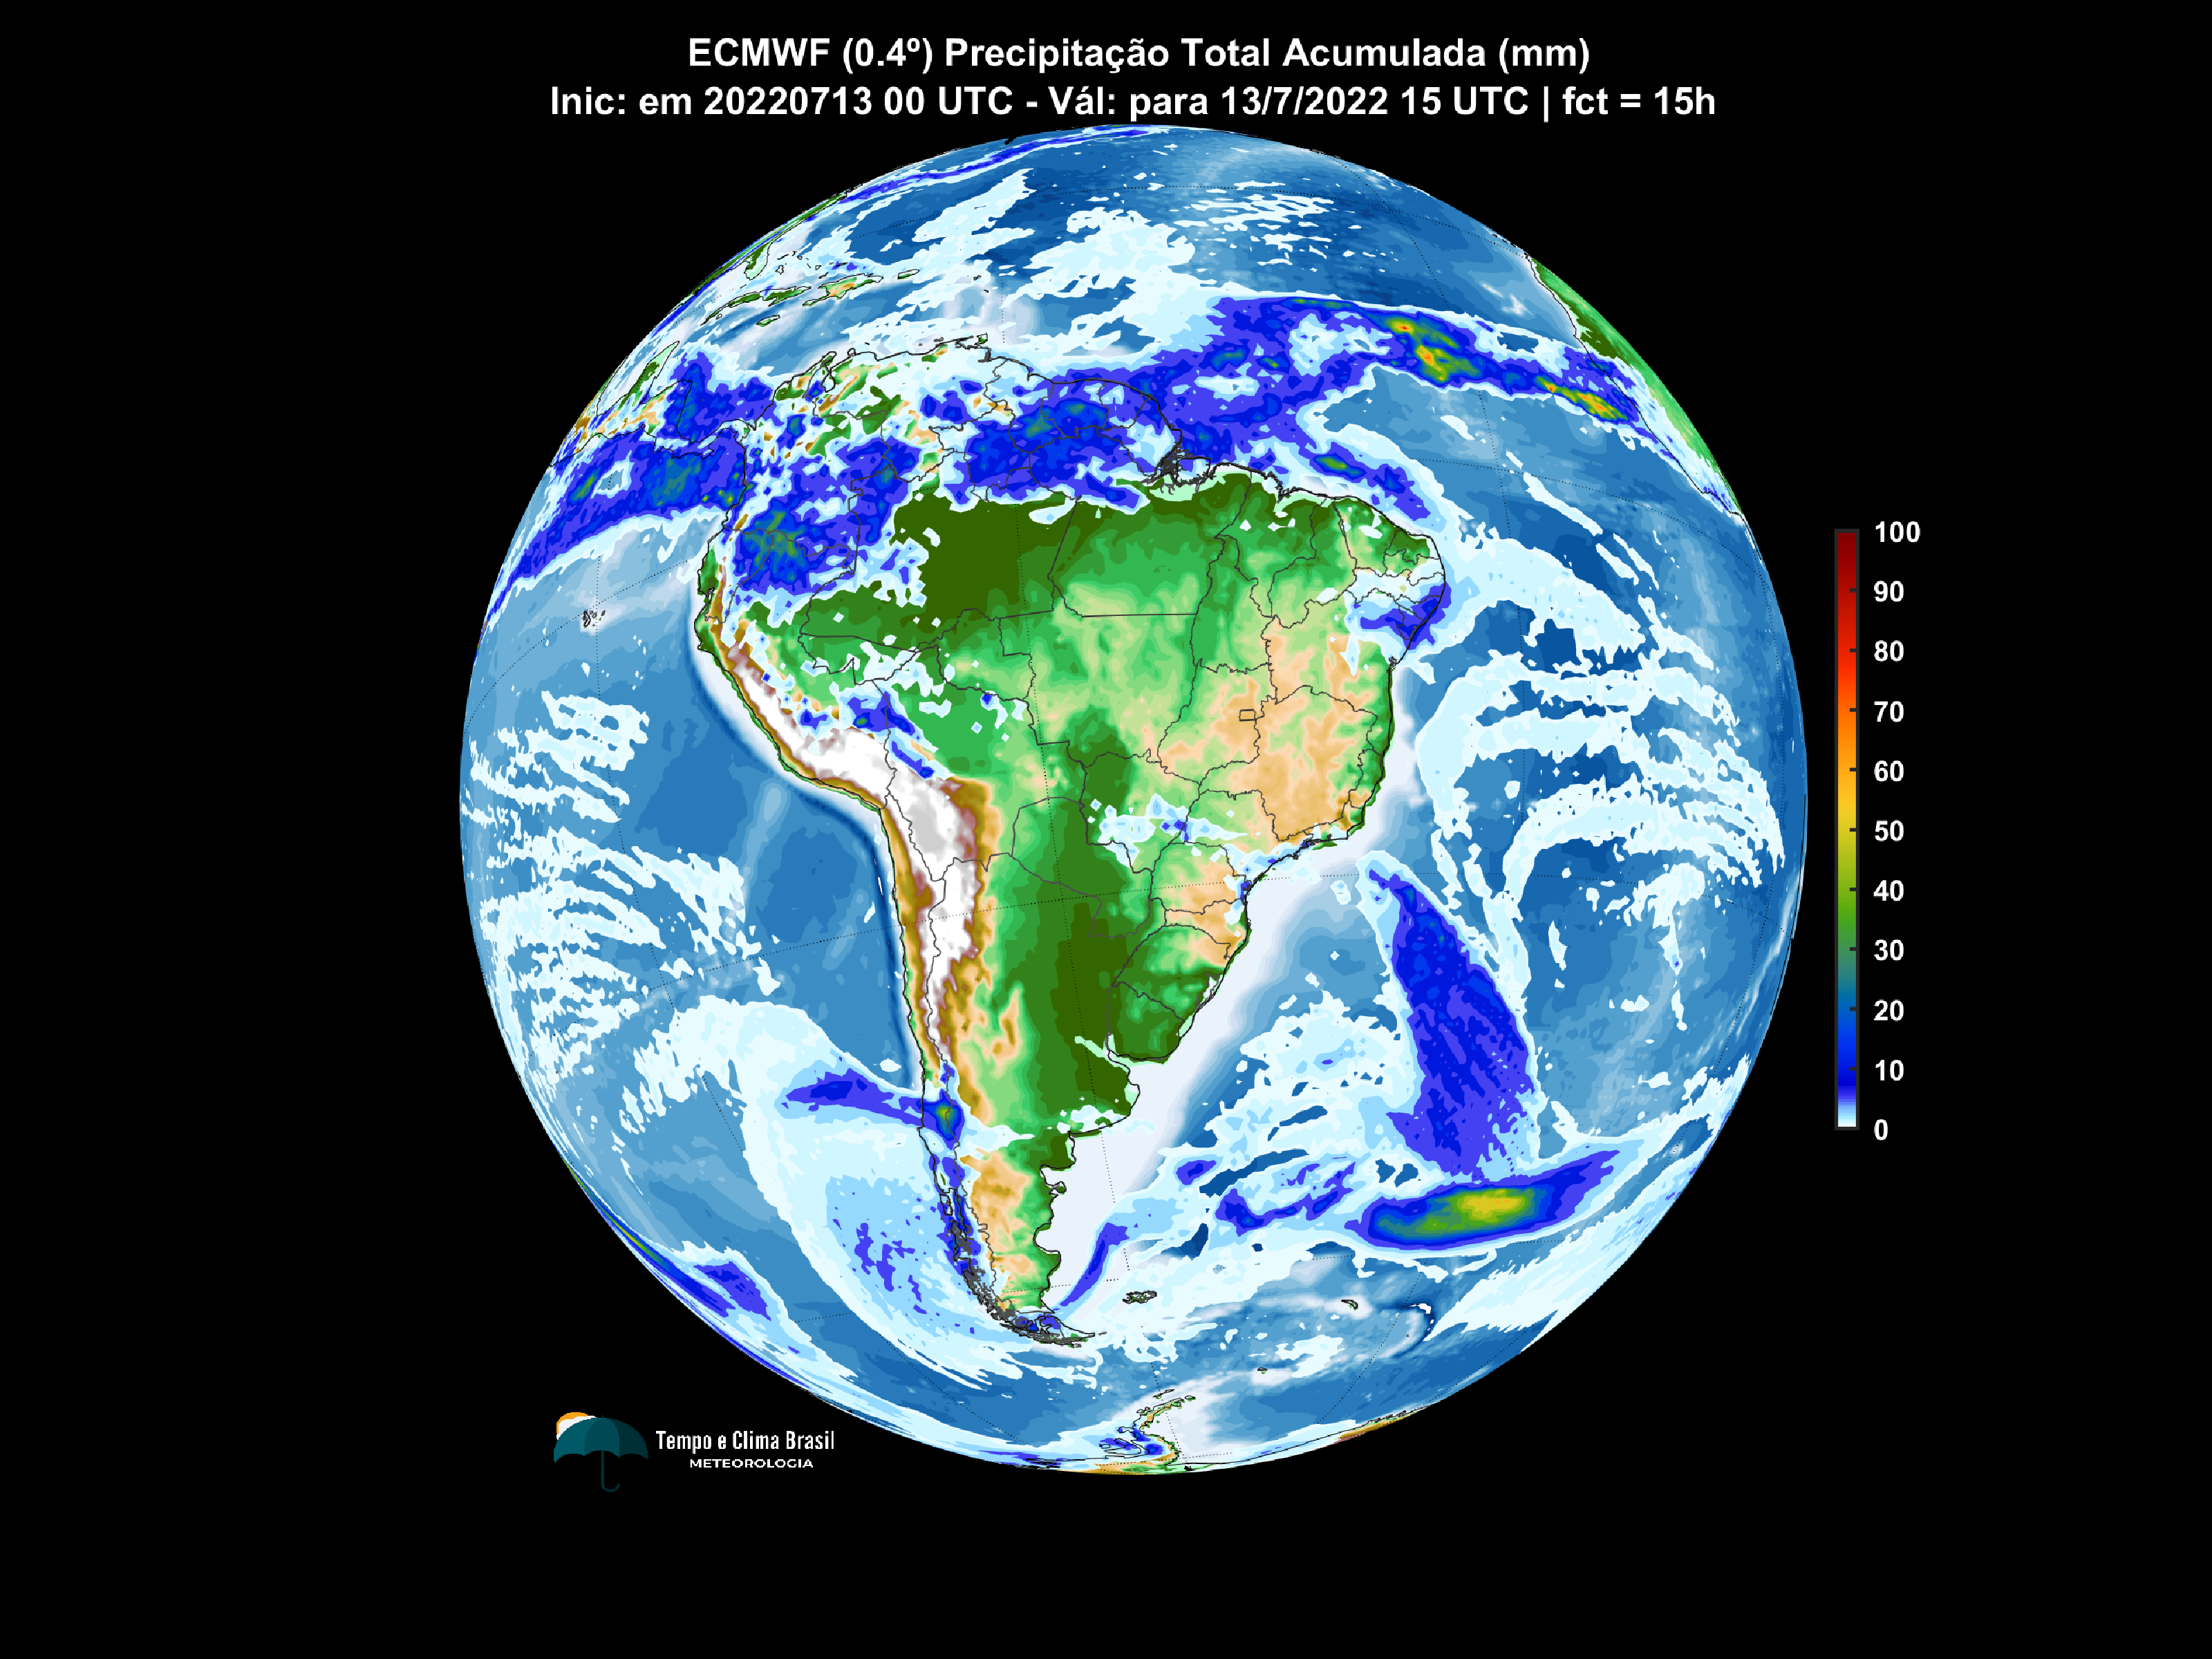 ECMWF (0.4º) Precipitação Total Acumulada (mm)
Inic: em 20220713 00 UTC - Vál: para 13/7/2022 15 UTC | fct = 15h
100
90
80
70
60
50
40
30
20
10
0
Tempo e Clima Brasil
METEOROLOGIA